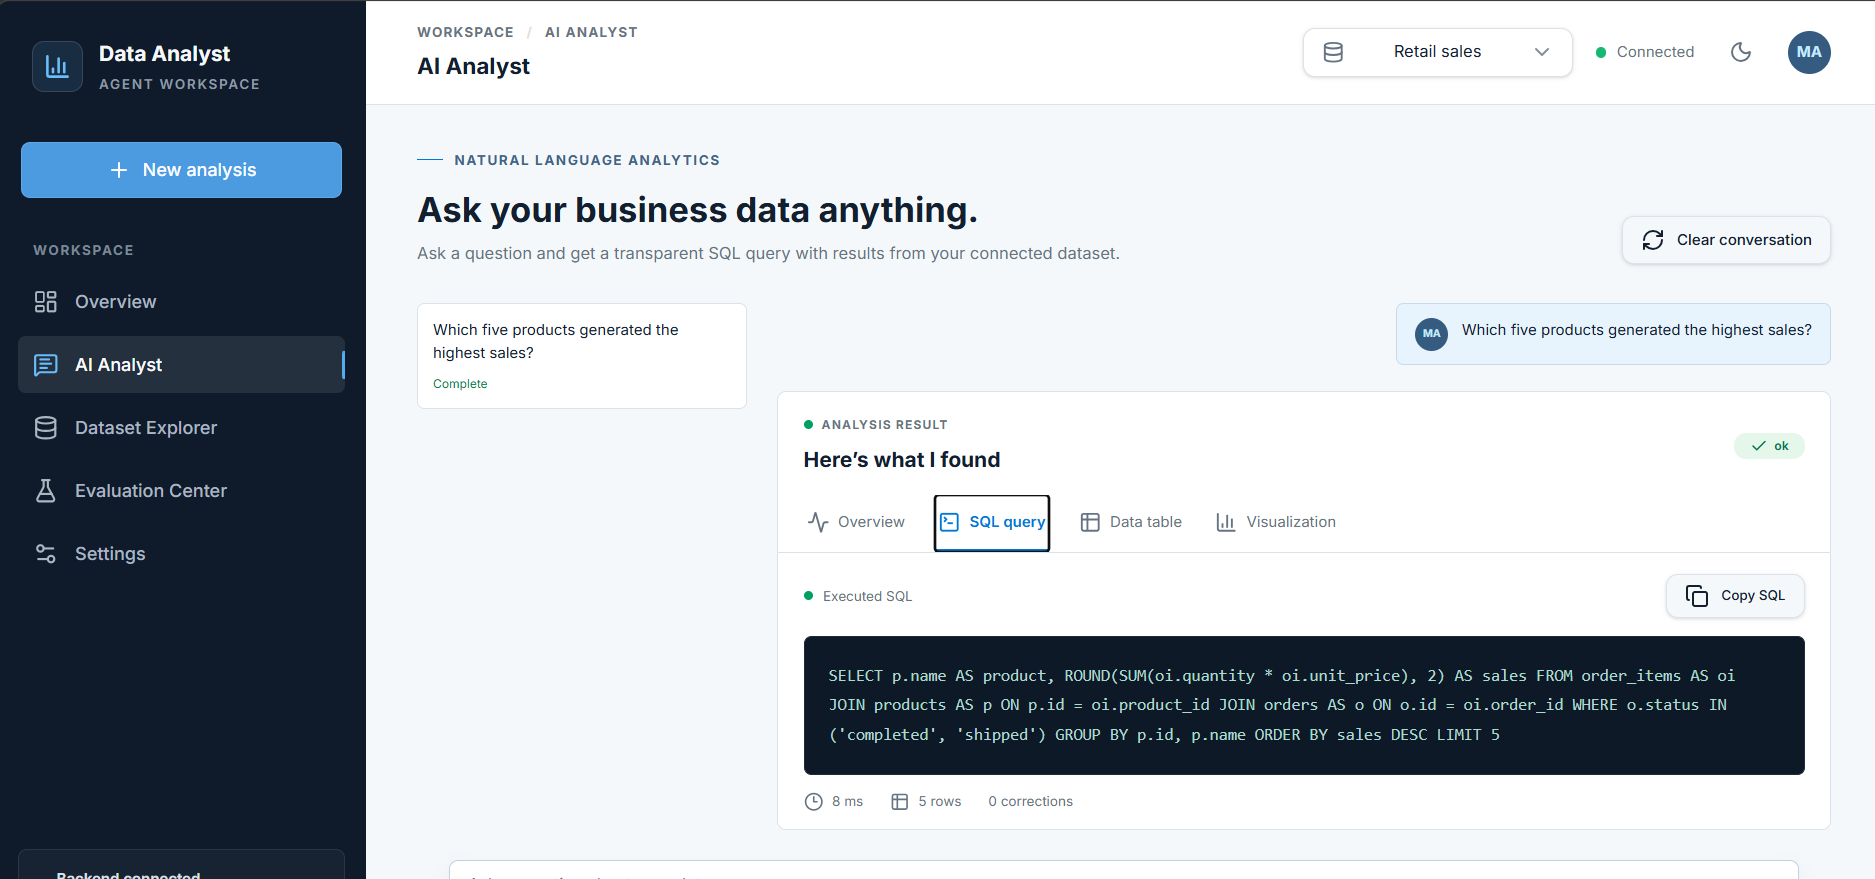 Data Analyst
AGENT WORKSPACE
New analysis
WORKSPACE
Overview
AI Analyst
Dataset Explorer
Evaluation Center
Settings
Backend connected
WORKSPACE / AI ANALYST
AI Analyst
Retail sales
Connected
MA
NATURAL LANGUAGE ANALYTICS
Ask your business data anything.
Ask a question and get a transparent SQL query with results from your connected dataset.
Clear conversation
Which five products generated the
highest sales?
Complete
MA
Which five products generated the highest sales?
ANALYSIS RESULT
Here’s what I found
ok
Overview
SQL query
Data table
Visualization
Executed SQL
Copy SQL
SELECT p.name AS product, ROUND(SUM(oi.quantity * oi.unit_price), 2) AS sales FROM order_items AS oi
JOIN products AS p ON p.id = oi.product_id JOIN orders AS o ON o.id = oi.order_id WHERE o.status IN
('completed', 'shipped') GROUP BY p.id, p.name ORDER BY sales DESC LIMIT 5
8 ms
5 rows
0 corrections